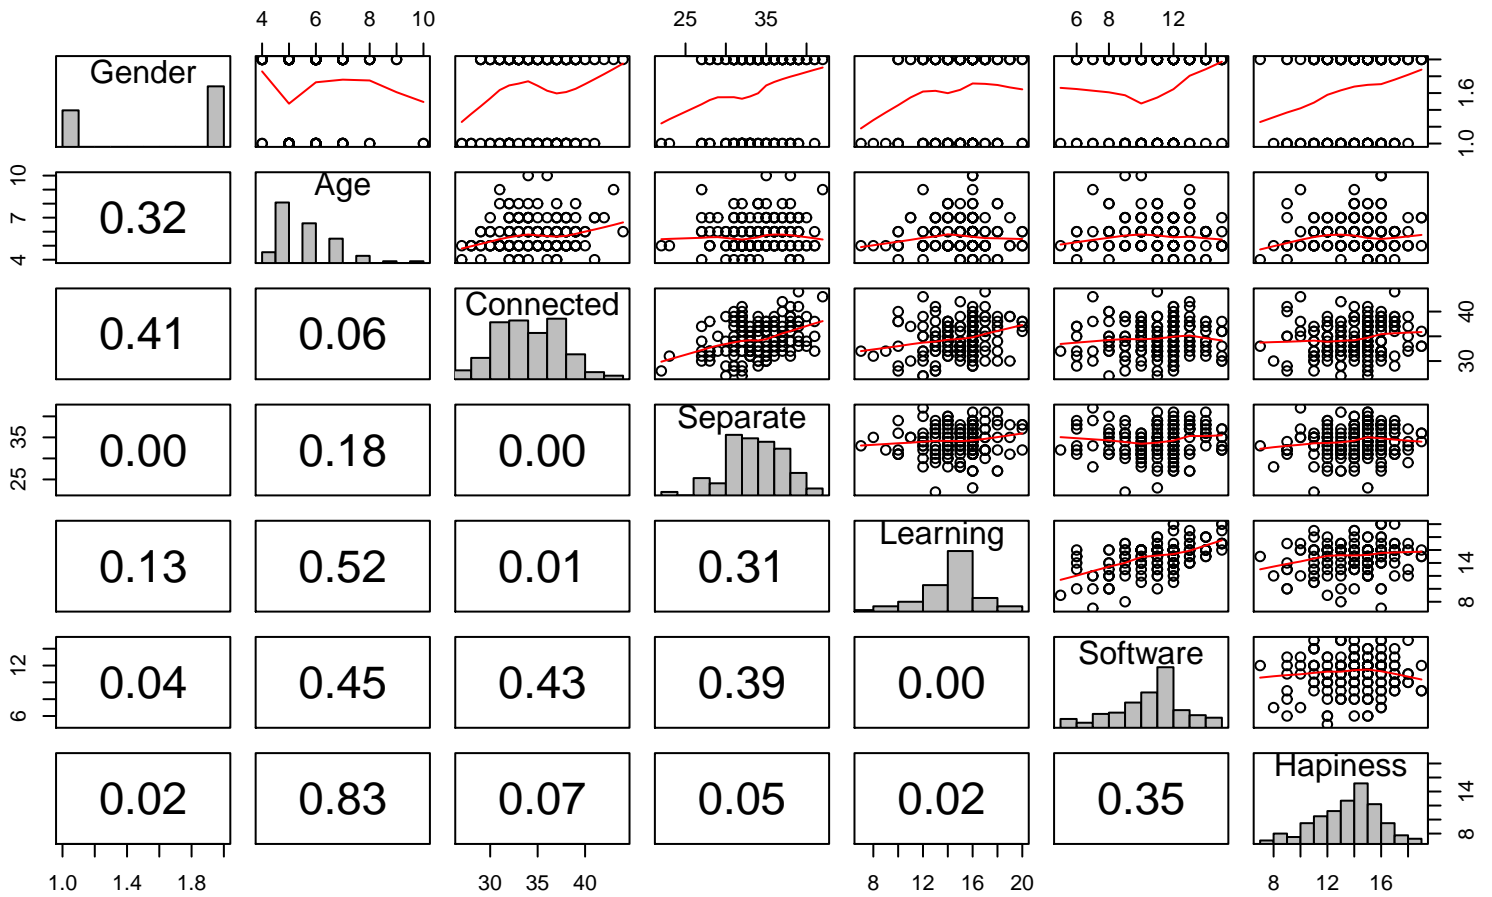 4 6 8 10 25 35 6 8 12
Gender 1.0 1.6
4 7 10 0.32 Age
0.41 0.06 Connected 30 40
25 35 0.00 0.18 0.00 Separate
0.13 0.52 0.01 0.31 Learning 8 14
6 12 0.04 0.45 0.43 0.39 0.00 Software
0.02 0.83 0.07 0.05 0.02 0.35 Hapiness 8 14
1.0 1.4 1.8 30 35 40 8 12 16 20 8 12 16